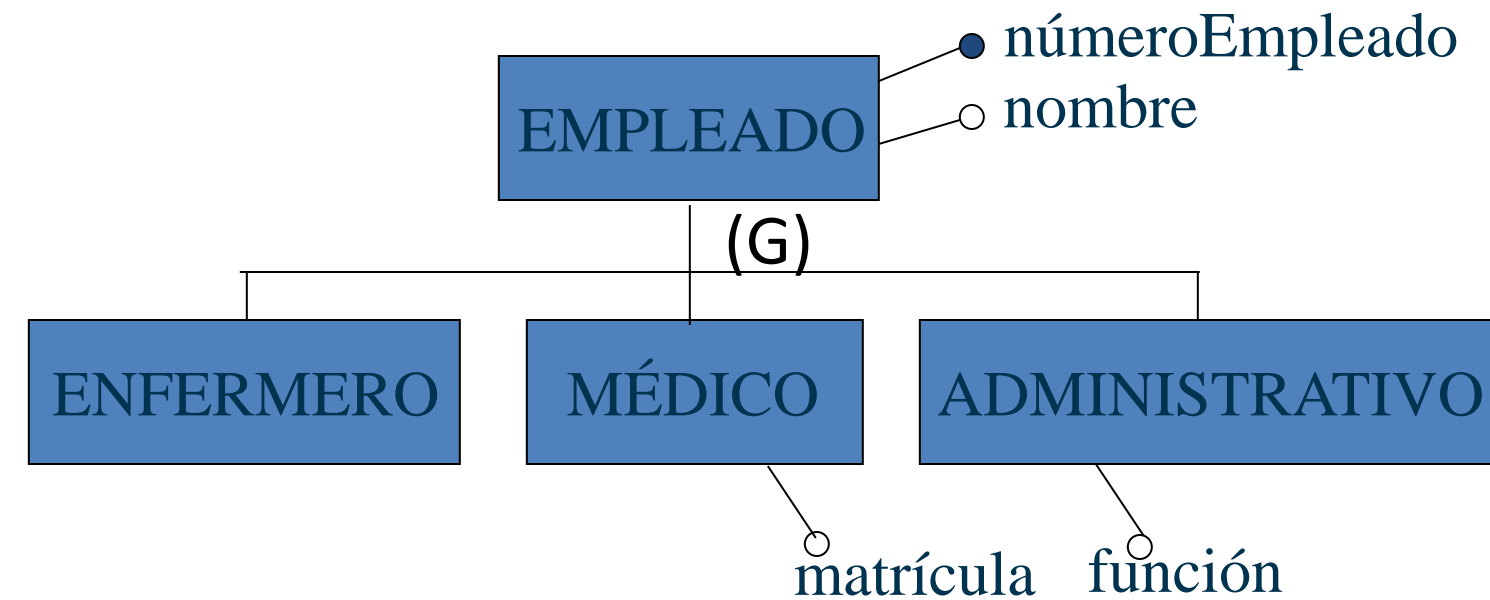 númeroEmpleado
nombre
EMPLEADO
(G)
ENFERMERO
MÉDICO
ADMINISTRATIVO
matrícula
función